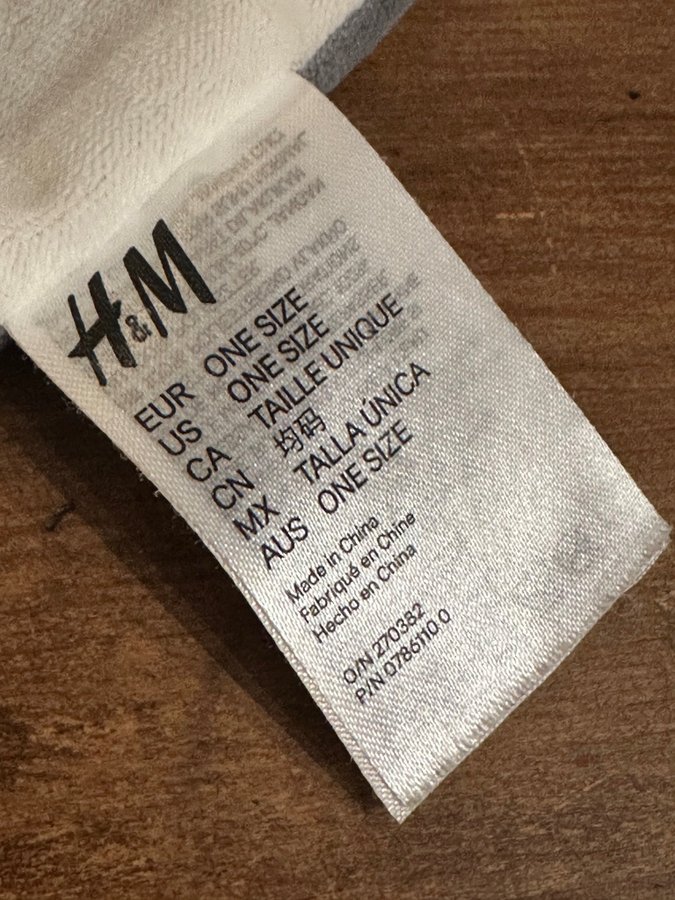 H&M
EUR ONE SIZE
US ONE SIZE
CA TAILLE UNIQUE
CN 均码
MX TALLA ÚNICA
AUS ONE SIZE
Made in China
Fabriqué en Chine
Hecho en China
O/N 270382
P/N 0786110.0